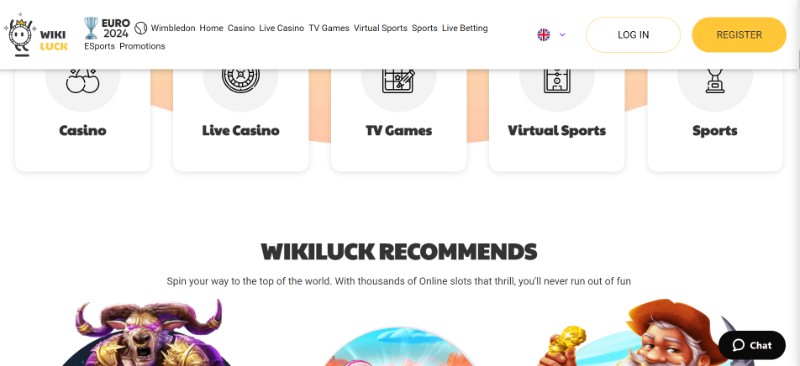 WIKI
LUCK
EURO
2024
Wimbledon Home Casino Live Casino TV Games Virtual Sports Sports Live Betting
ESports Promotions
LOG IN
REGISTER
Casino
Live Casino
TV Games
Virtual Sports
Sports
WIKILUCK RECOMMENDS
Spin your way to the top of the world. With thousands of Online slots that thrill, you'll never run out of fun
Chat